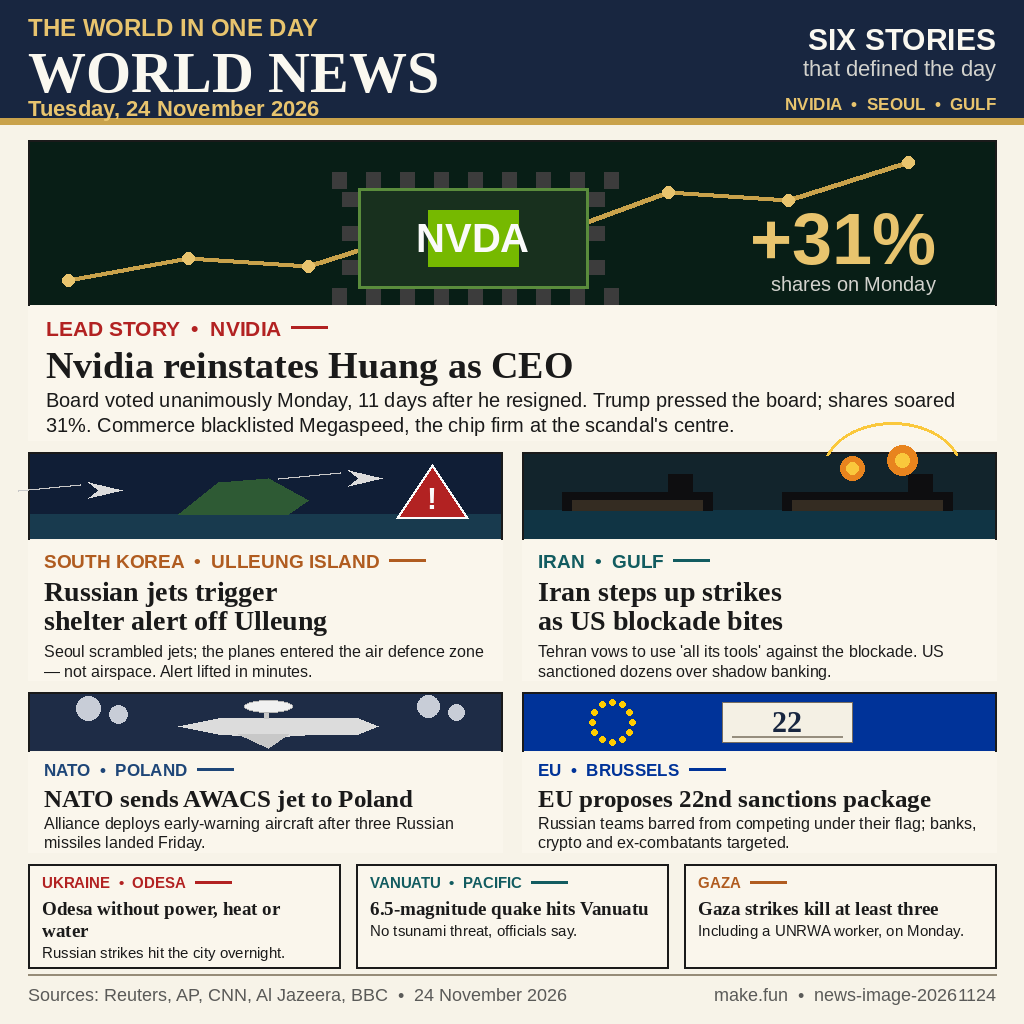 THE WORLD IN ONE DAY
WORLD NEWS
Tuesday, 24 November 2026
SIX STORIES
that defined the day
NVIDIA • SEOUL • GULF
NVDA
+31%
shares on Monday
LEAD STORY • NVIDIA
Nvidia reinstates Huang as CEO
Board voted unanimously Monday, 11 days after he resigned. Trump pressed the board; shares soared
31%. Commerce blacklisted Megaspeed, the chip firm at the scandal's centre.
!
SOUTH KOREA • ULLEUNG ISLAND
Russian jets trigger
shelter alert off Ulleung
Seoul scrambled jets; the planes entered the air defence zone
— not airspace. Alert lifted in minutes.
IRAN • GULF
Iran steps up strikes
as US blockade bites
Tehran vows to use 'all its tools' against the blockade. US
sanctioned dozens over shadow banking.
NATO • POLAND
NATO sends AWACS jet to Poland
Alliance deploys early-warning aircraft after three Russian
missiles landed Friday.
22
EU • BRUSSELS
EU proposes 22nd sanctions package
Russian teams barred from competing under their flag; banks,
crypto and ex-combatants targeted.
UKRAINE • ODESA
Odesa without power, heat or
water
Russian strikes hit the city overnight.
VANUATU • PACIFIC
6.5-magnitude quake hits Vanuatu
No tsunami threat, officials say.
GAZA
Gaza strikes kill at least three
Including a UNRWA worker, on Monday.
Sources: Reuters, AP, CNN, Al Jazeera, BBC • 24 November 2026
make.fun • news-image-20261124